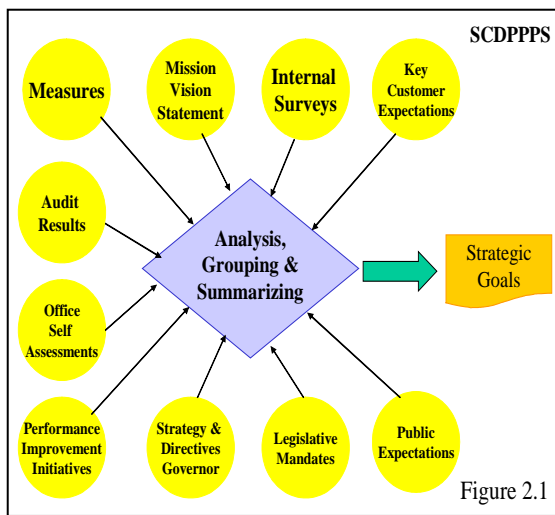 SCDPPPS
Measures
Mission
Vision
Statement
Internal
Surveys
Key
Customer
Expectations
Audit
Results
Analysis,
Grouping &
Summarizing
Strategic
Goals
Office
Self
Assessments
Performance
Improvement
Initiatives
Strategy &
Directives
Governor
Legislative
Mandates
Public
Expectations
Figure 2.1